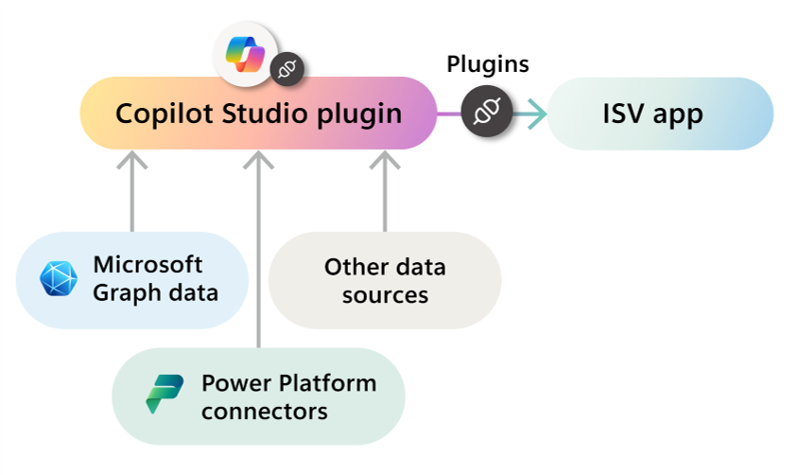 Plugins
Copilot Studio plugin
ISV app
Microsoft
Graph data
Other data
sources
Power Platform
connectors